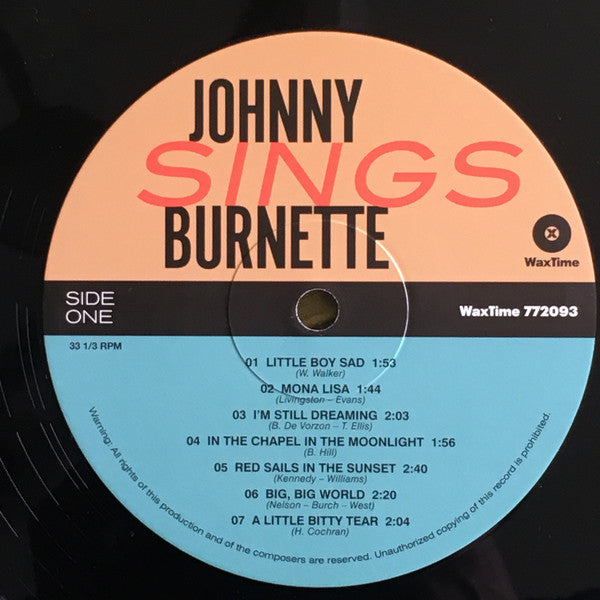 JOHNNY
SINGS
BURNETTE
WaxTime
SIDE
ONE
WaxTime 772093
33 1/3 RPM
01 LITTLE BOY SAD 1:53
(W. Walker)
02 MONA LISA 1:44
(Livingston – Evans)
03 I'M STILL DREAMING 2:03
(B. De Vorzon – T. Ellis)
04 IN THE CHAPEL IN THE MOONLIGHT 1:56
(B. Hill)
05 RED SAILS IN THE SUNSET 2:40
(Kennedy – Williams)
06 BIG, BIG WORLD 2:20
(Nelson – Burch – West)
07 A LITTLE BITTY TEAR 2:04
(H. Cochran)
Warning: All rights of this production and of the composers are reserved. Unauthorized copying of this record is prohibited.